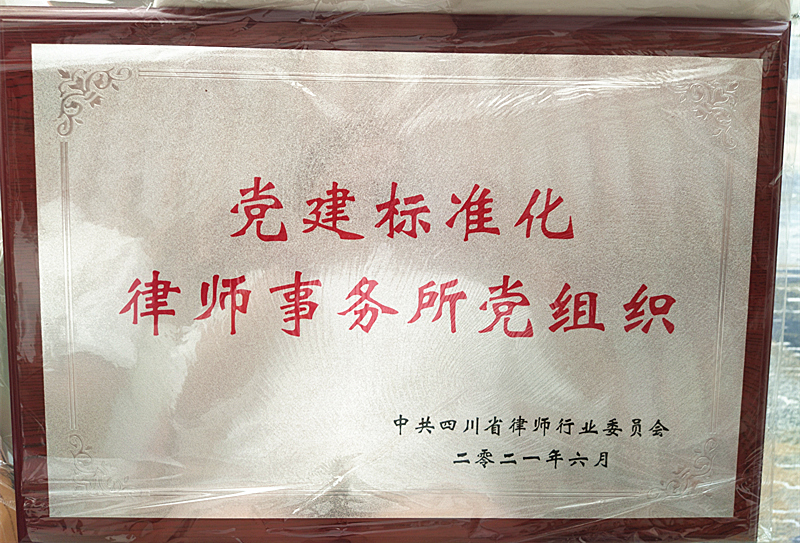 党建标准化
律师事务所党组织
中共四川省律师行业委员会
二零二一年六月